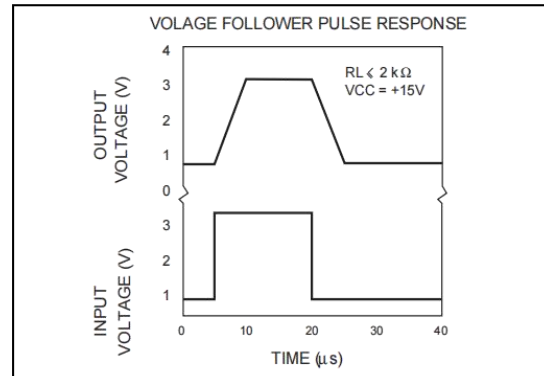 VOLAGE FOLLOWER PULSE RESPONSE
OUTPUT
VOLTAGE (V)
4
3
2
1
0
RL ⩽ 2 kΩ
VCC = +15V
INPUT
VOLTAGE (V)
3
2
1
0 10 20 30 40
TIME (μs)